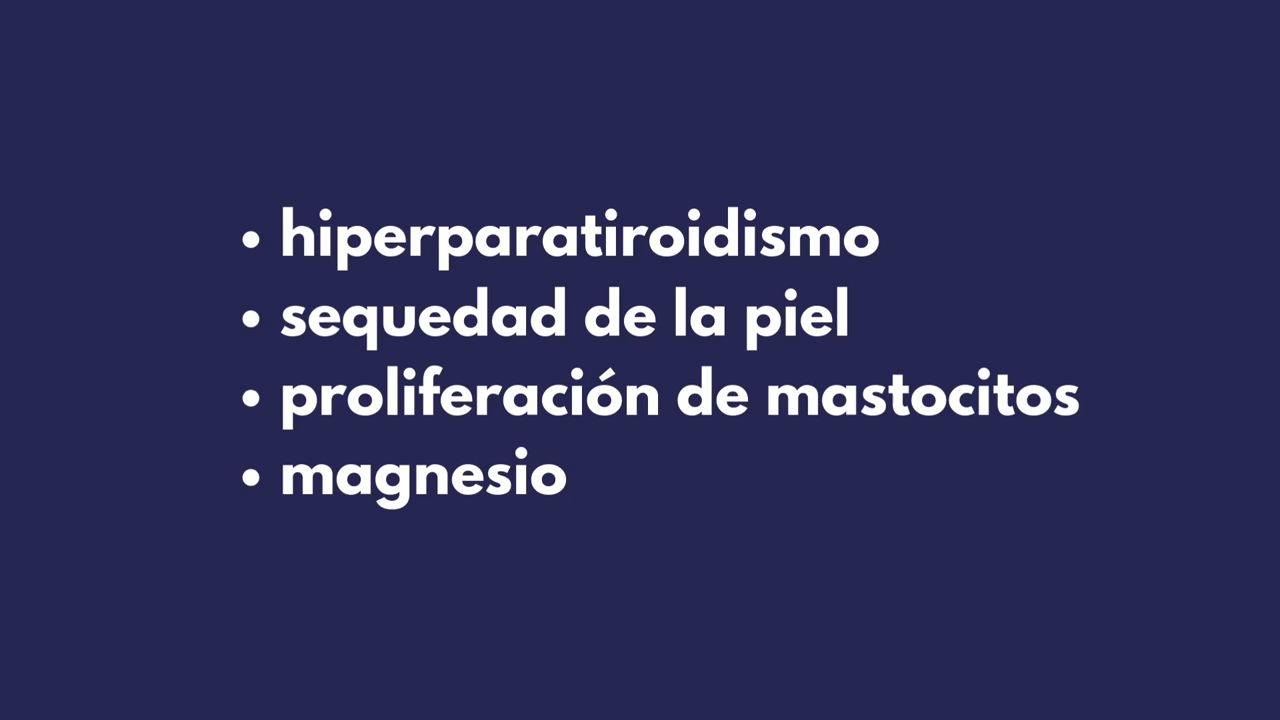 • hiperparatiroidismo
• sequedad de la piel
• proliferación de mastocitos
• magnesio